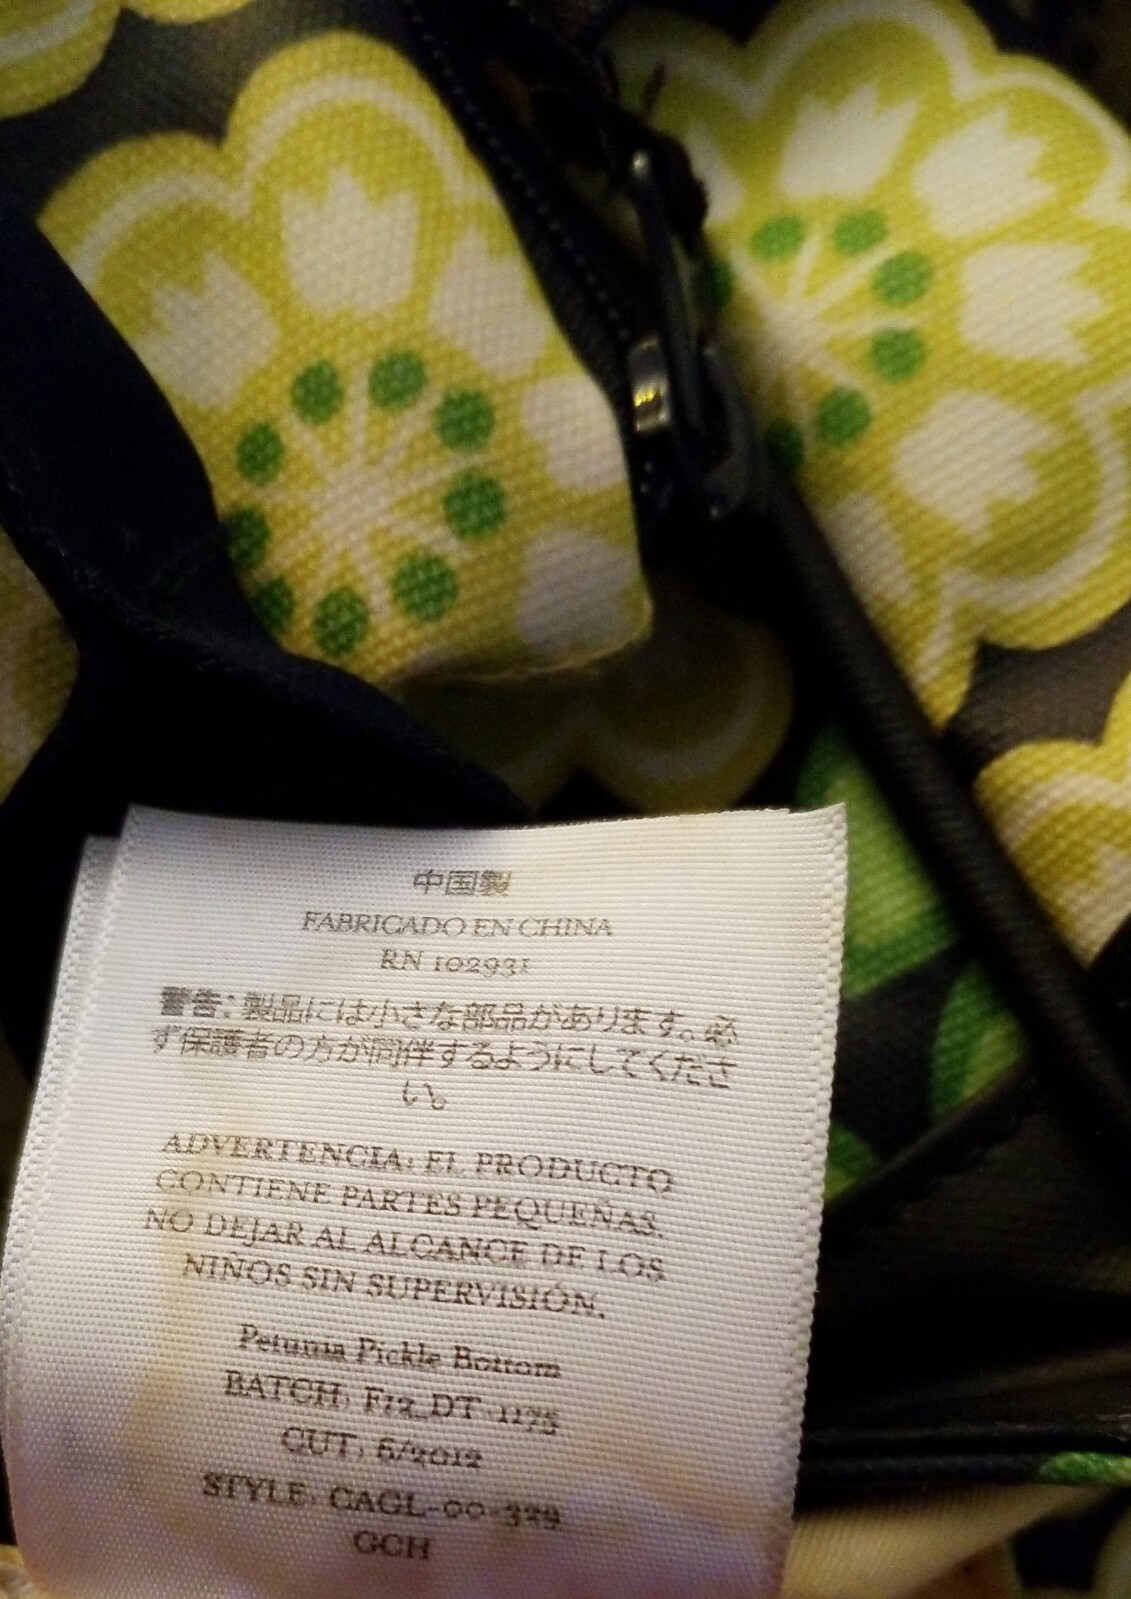 中国製
FABRICADO EN CHINA
RN 102931
警告: 製品には小さな部品があります。必
ず保護者の方が同伴するようにしてくださ
い。
ADVERTENCIA: EL PRODUCTO
CONTIENE PARTES PEQUEÑAS.
NO DEJAR AL ALCANCE DE LOS
NIÑOS SIN SUPERVISIÓN.
Petunia Pickle Bottom
BATCH: F12_DT-1175
CUT: 6/2012
STYLE: CAGL-00-329
GCH